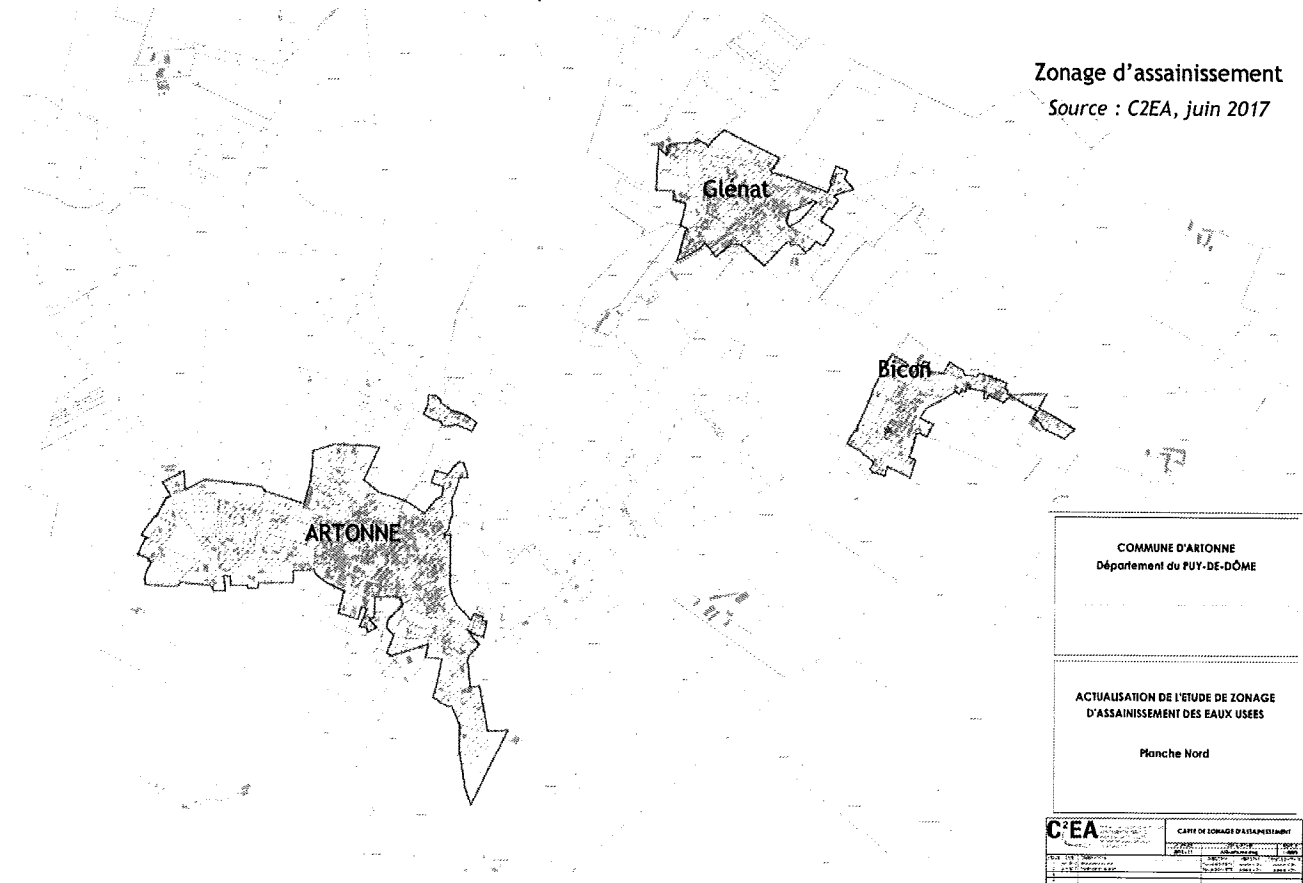 Zonage d'assainissement
Source : C2EA, juin 2017
Glénat
Bicon
ARTONNE
COMMUNE D'ARTONNE
Département du PUY-DE-DÔME
ACTUALISATION DE L'ETUDE DE ZONAGE
D'ASSAINISSEMENT DES EAUX USEES
Planche Nord
C²EA
CARTE DE ZONAGE D'ASSAINISSEMENT